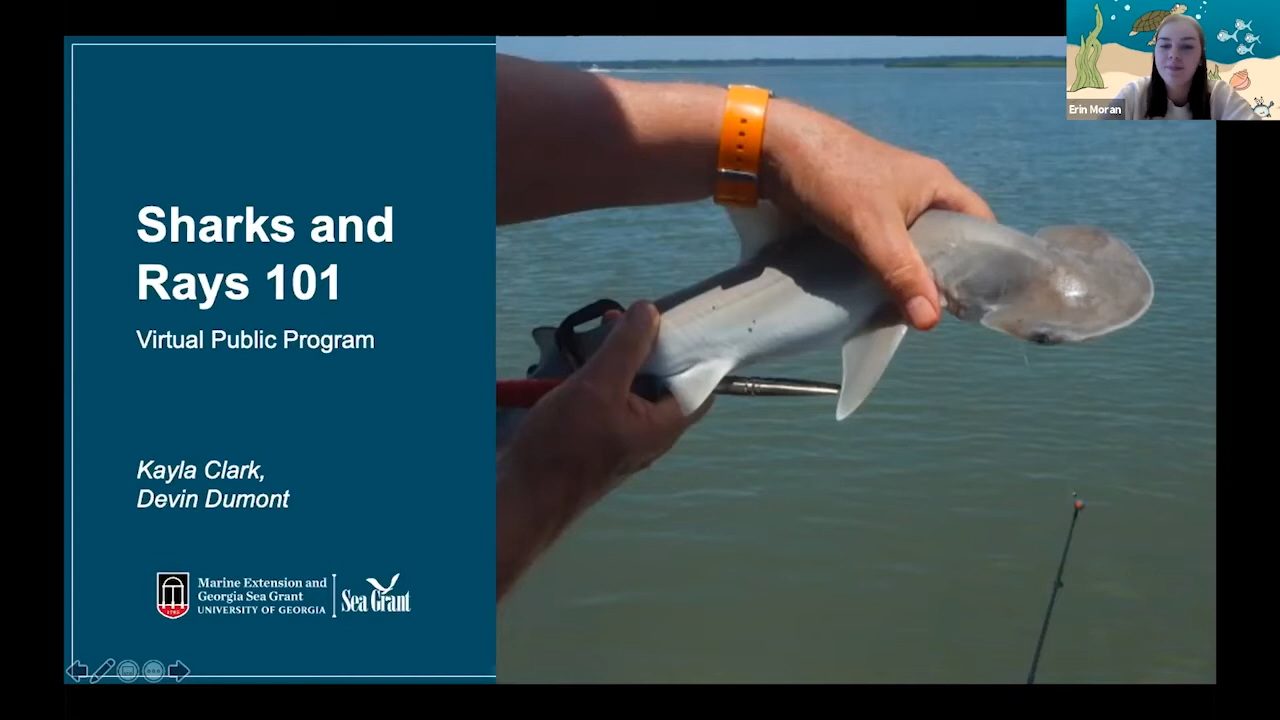 Sharks and
Rays 101
Virtual Public Program
Kayla Clark,
Devin Dumont
Marine Extension and
Georgia Sea Grant
UNIVERSITY OF GEORGIA
Sea Grant
1785
Erin Moran